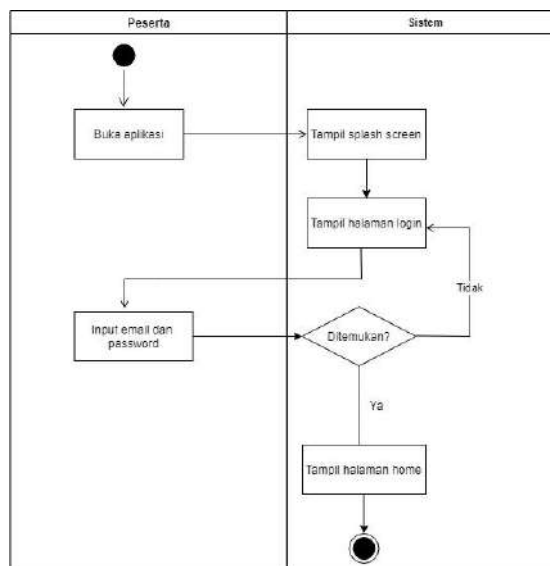 Peserta
Sistem
Buka aplikasi
Tampil splash screen
Tampil halaman login
Tidak
Input email dan
password
Ditemukan?
Ya
Tampil halaman home